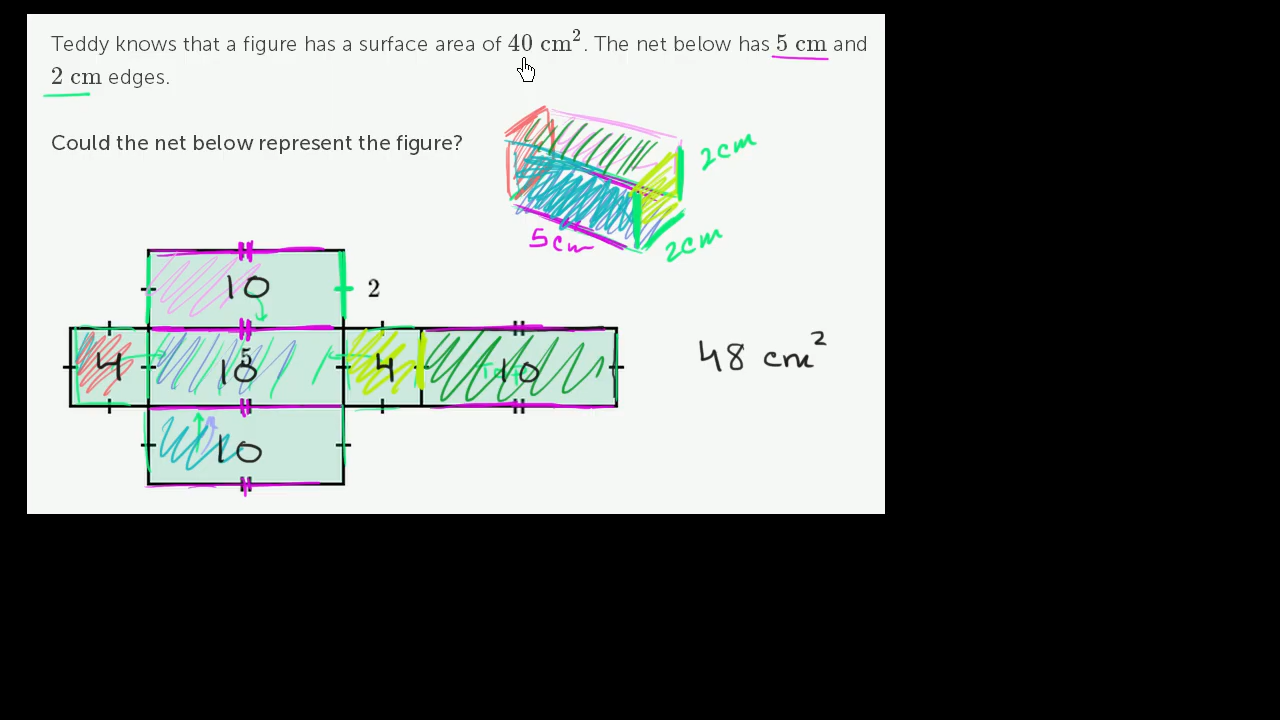 Teddy knows that a figure has a surface area of 40 cm². The net below has 5 cm and
2 cm edges.
Could the net below represent the figure?
2cm
5cm
2cm
10
2
4
5
10
4
10
48 cm²
10